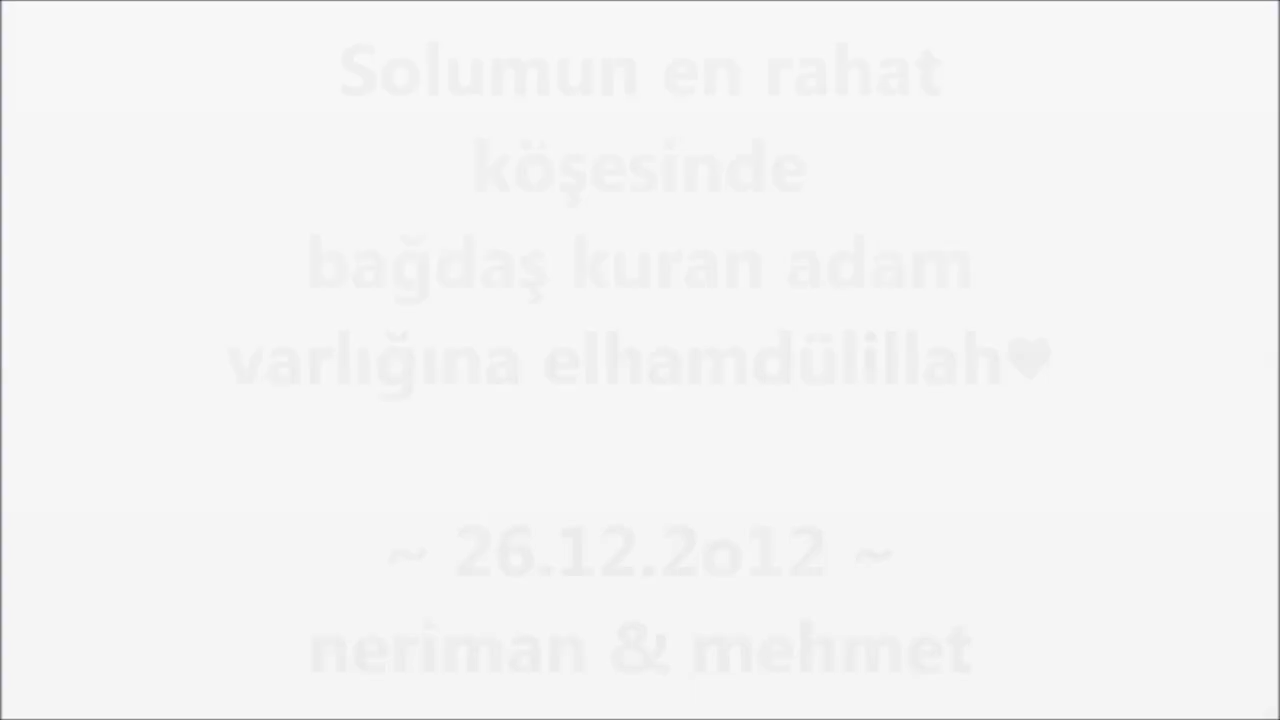 Solumun en rahat
köşesinde
bağdaş kuran adam
varlığına elhamdülillah♥
~ 26.12.2o12 ~
neriman & mehmet